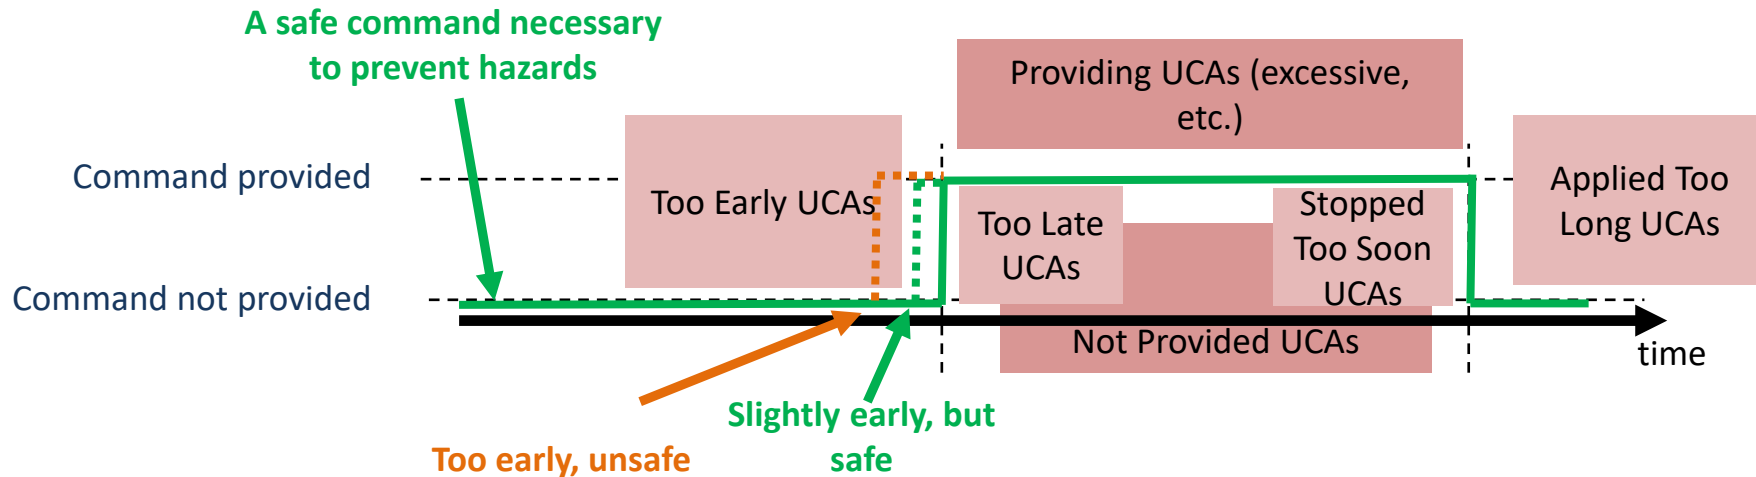 A safe command necessary
to prevent hazards
Providing UCAs (excessive,
etc.)
Command provided
Too Early UCAs
Too Late
UCAs
Stopped
Too Soon
UCAs
Applied Too
Long UCAs
Command not provided
Not Provided UCAs
time
Slightly early, but
safe
Too early, unsafe